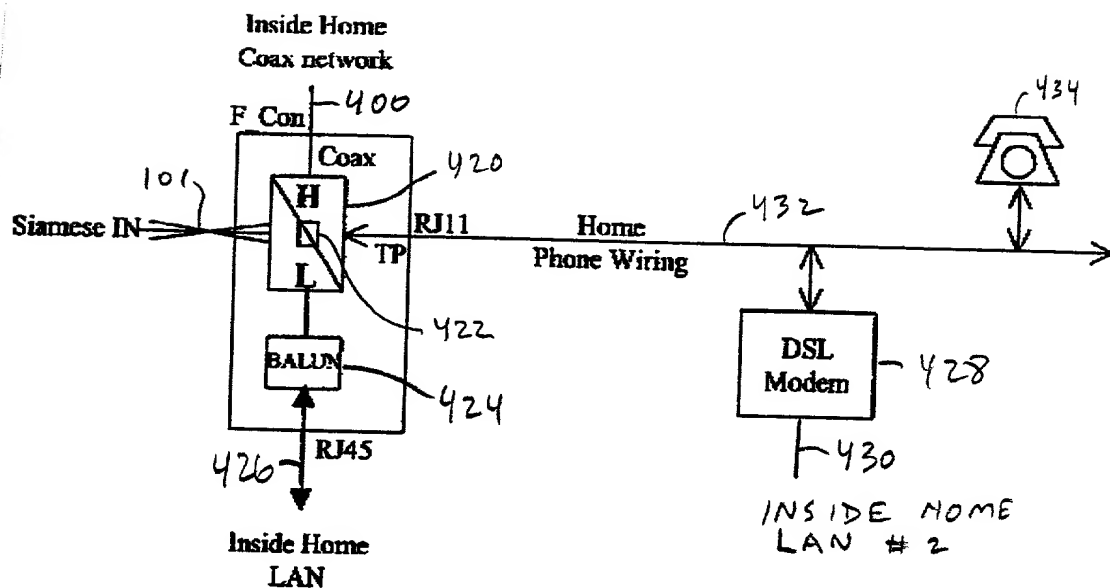 Inside Home
Coax network
400
F_Con
Coax
420
434
101
H
Siamese IN
RJ11
Home
432
TP
Phone Wiring
L
422
BALUN
424
DSL
Modem
428
RJ45
426
430
Inside Home
LAN
INSIDE HOME
LAN # 2